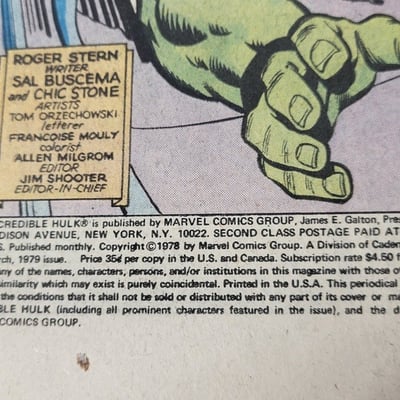 ROGER STERN
WRITER
SAL BUSCEMA
and CHIC STONE
ARTISTS
TOM ORZECHOWSKI
letterer
FRANCOISE MOULY
colorist
ALLEN MILGROM
EDITOR
JIM SHOOTER
EDITOR-IN-CHIEF
CREDIBLE HULK® is published by MARVEL COMICS GROUP, James E. Galton, Pres
DISON AVENUE, NEW YORK, N.Y. 10022. SECOND CLASS POSTAGE PAID AT
S. Published monthly. Copyright ©1978 by Marvel Comics Group. A Division of Caden
rch, 1979 issue. Price 35¢ per copy in the U.S. and Canada. Subscription rate $4.50 f
ny of the names, characters, persons, and/or institutions in this magazine with those o
similarity which may exist is purely coincidental. Printed in the U.S.A. This periodical
the conditions that it shall not be sold or distributed with any part of its cover or ma
BLE HULK (including all prominent characters featured in the issue), and the d
COMICS GROUP.